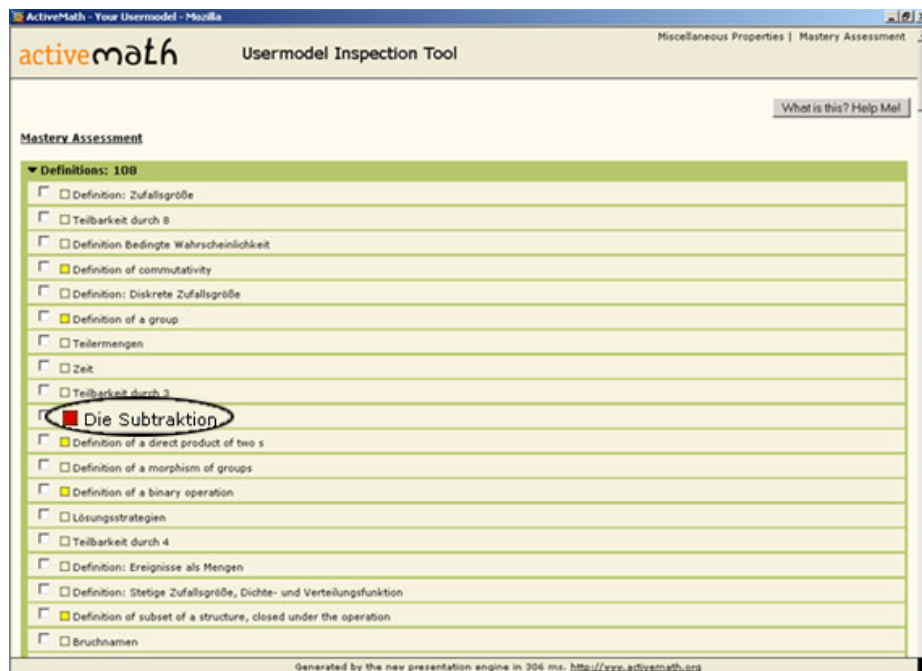 ActiveMath - Your Usermodel - Mozilla
activemath
Usermodel Inspection Tool
Miscellaneous Properties | Mastery Assessment
What is this? Help Me!
Mastery Assessment
Definitions: 108
Definition: Zufallsgröße
Teilbarkeit durch 8
Definition Bedingte Wahrscheinlichkeit
Definition of commutativity
Definition: Diskrete Zufallsgröße
Definition of a group
Teilermengen
Zeit
Teilbarkeit durch 3
Die Subtraktion
Definition of a direct product of two s
Definition of a morphism of groups
Definition of a binary operation
Lösungsstrategien
Teilbarkeit durch 4
Definition: Ereignisse als Mengen
Definition: Stetige Zufallsgröße, Dichte- und Verteilungsfunktion
Definition of subset of a structure, closed under the operation
Bruchnamen
Generated by the new presentation engine in 306 ms. http://www.activemath.org